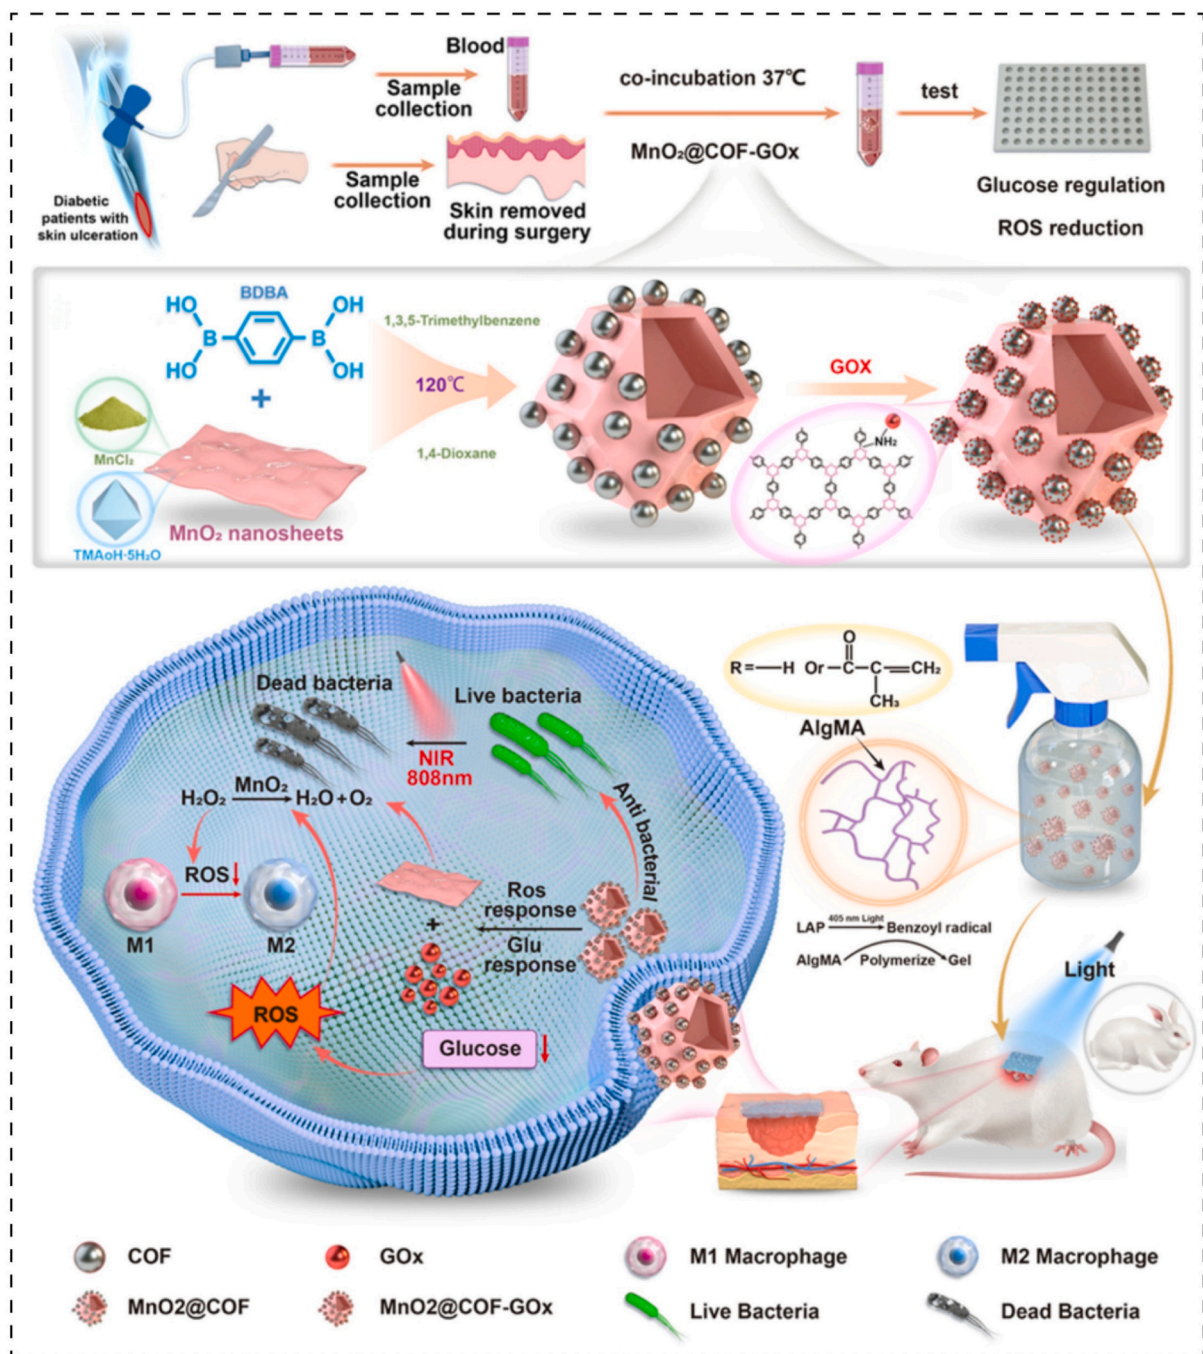 Blood
Sample
collection
co-incubation 37℃
MnO₂@COF-GOx
test
Glucose regulation
ROS reduction
Diabetic
patients with
skin ulceration
Sample
collection
Skin removed
during surgery
BDBA
HO
OH
B
B
HO
OH
+
MnCl₂
TMAoH·5H₂O
MnO₂ nanosheets
1,3,5-Trimethylbenzene
120℃
1,4-Dioxane
GOX
NH₂
Dead bacteria
Live bacteria
NIR
808nm
H₂O₂
MnO₂
H₂O+O₂
ROS
M1
M2
Anti bacterial
Ros
response
Glu
response
+
ROS
Glucose
O
R=—H Or
CH₂
CH₃
AlgMA
LAP
405 nm Light
Benzoyl radical
AlgMA
Polymerize
Gel
Light
COF
GOx
M1 Macrophage
M2 Macrophage
MnO2@COF
MnO2@COF-GOx
Live Bacteria
Dead Bacteria